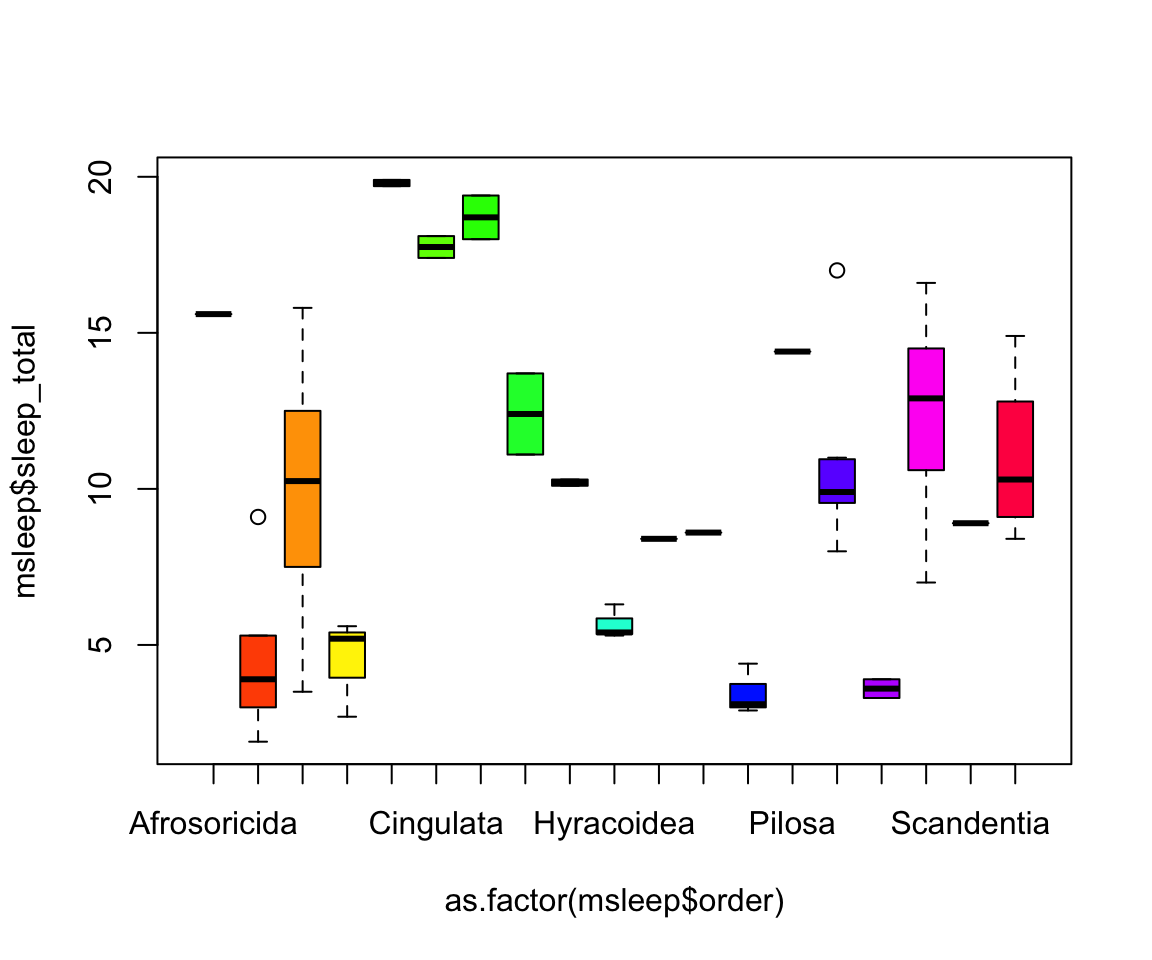 msleep$sleep_total
20
15
10
5
Afrosoricida Cingulata Hyracoidea Pilosa Scandentia
as.factor(msleep$order)